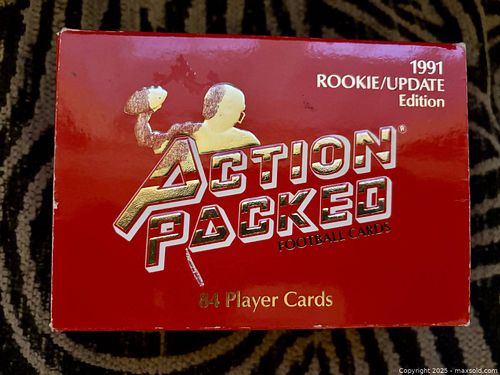 1991
ROOKIE/UPDATE
Edition
ACTION
PACKED
®
FOOTBALL CARDS
84 Player Cards
Copyright 2025 - maxsold.com